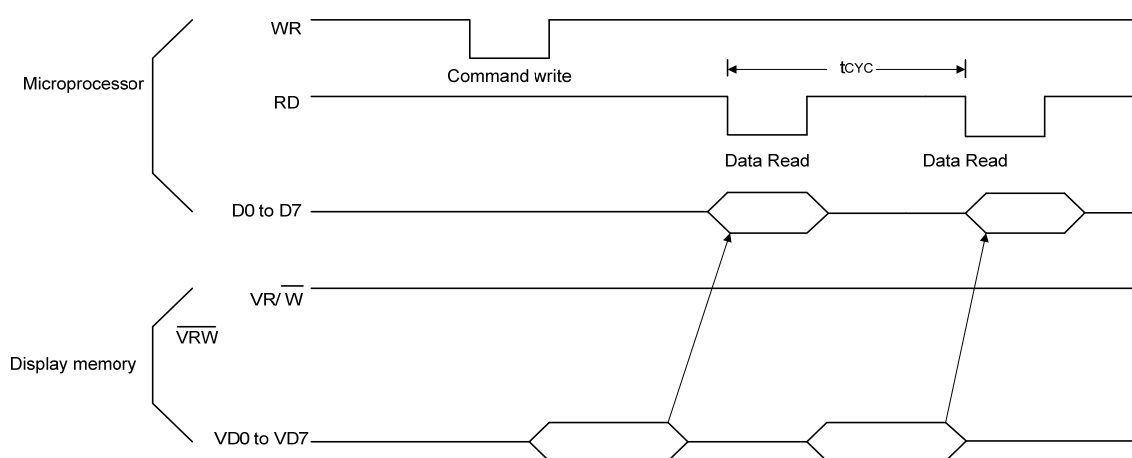 WR
Command write
tCYC
Microprocessor
RD
Data Read
Data Read
D0 to D7
VR/ W
VRW
Display memory
VD0 to VD7